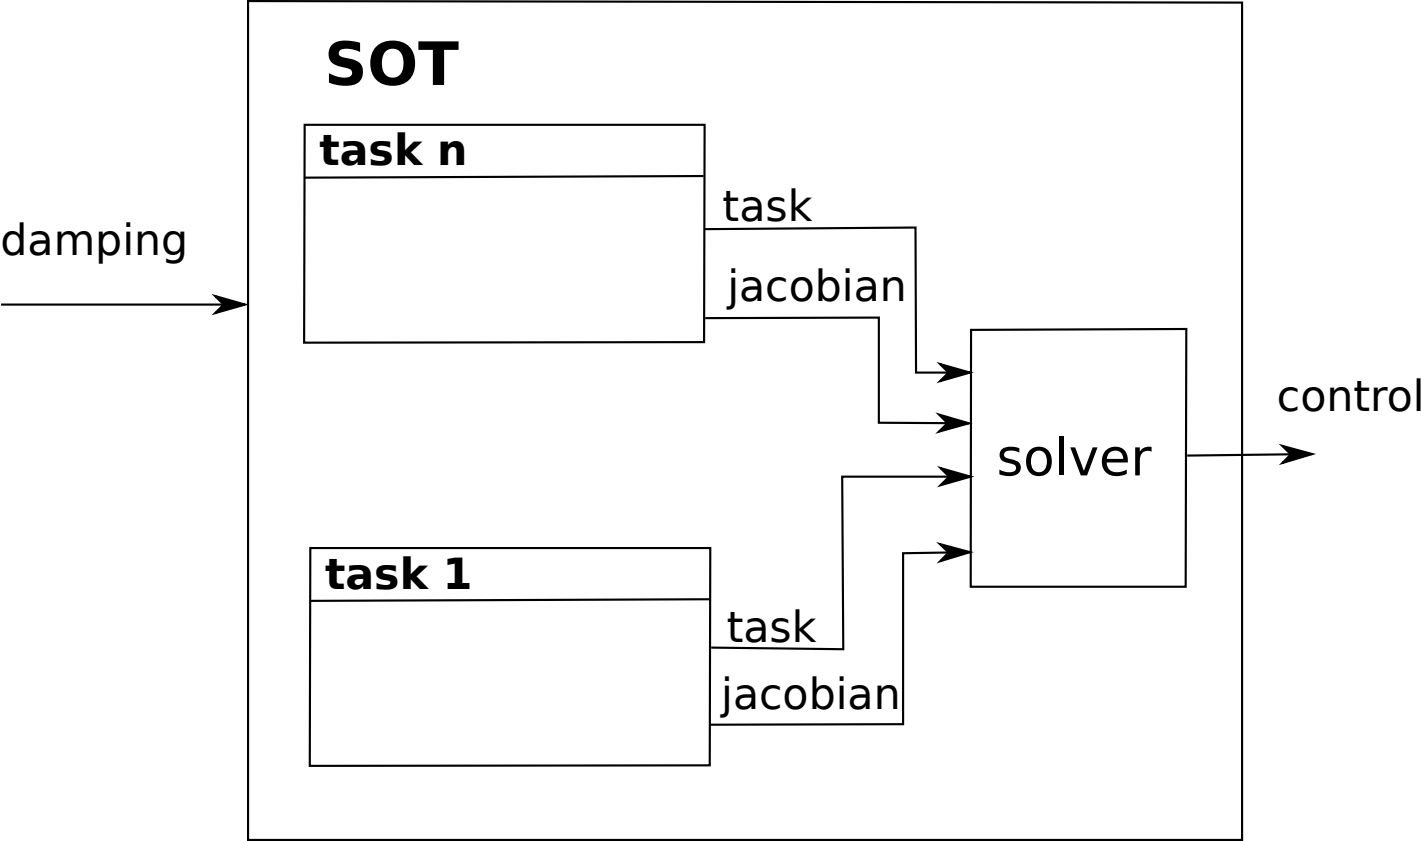 SOT
task n
task
damping
jacobian
control
solver
task 1
task
jacobian